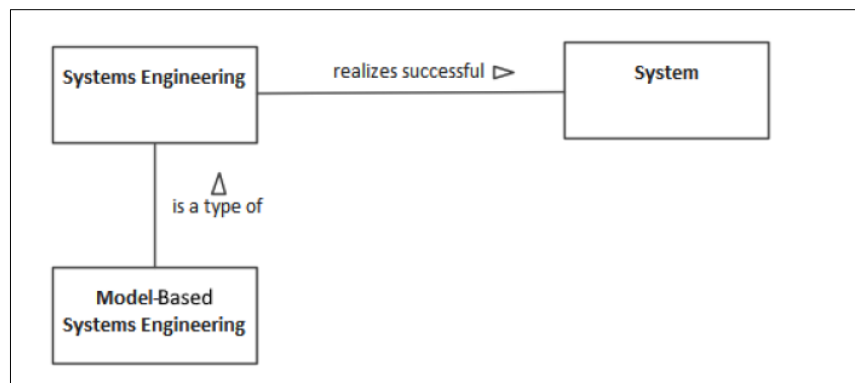 Systems Engineering
realizes successful
System
is a type of
Model-Based
Systems Engineering